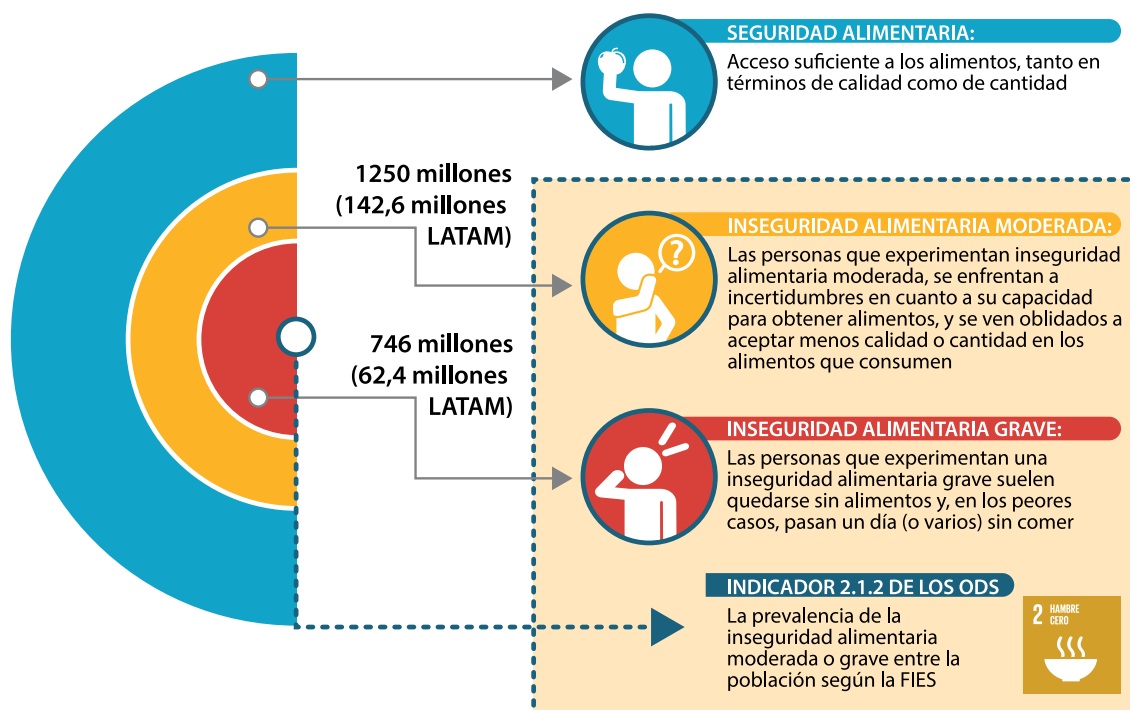 SEGURIDAD ALIMENTARIA:
Acceso suficiente a los alimentos, tanto en
términos de calidad como de cantidad
1250 millones
(142,6 millones
LATAM)
INSEGURIDAD ALIMENTARIA MODERADA:
Las personas que experimentan inseguridad
alimentaria moderada, se enfrentan a
incertidumbres en cuanto a su capacidad
para obtener alimentos, y se ven oblidados a
aceptar menos calidad o cantidad en los
alimentos que consumen
?
746 millones
(62,4 millones
LATAM)
INSEGURIDAD ALIMENTARIA GRAVE:
Las personas que experimentan una
inseguridad alimentaria grave suelen
quedarse sin alimentos y, en los peores
casos, pasan un día (o varios) sin comer
INDICADOR 2.1.2 DE LOS ODS
La prevalencia de la
inseguridad alimentaria
moderada o grave entre la
población según la FIES
2 HAMBRE
CERO